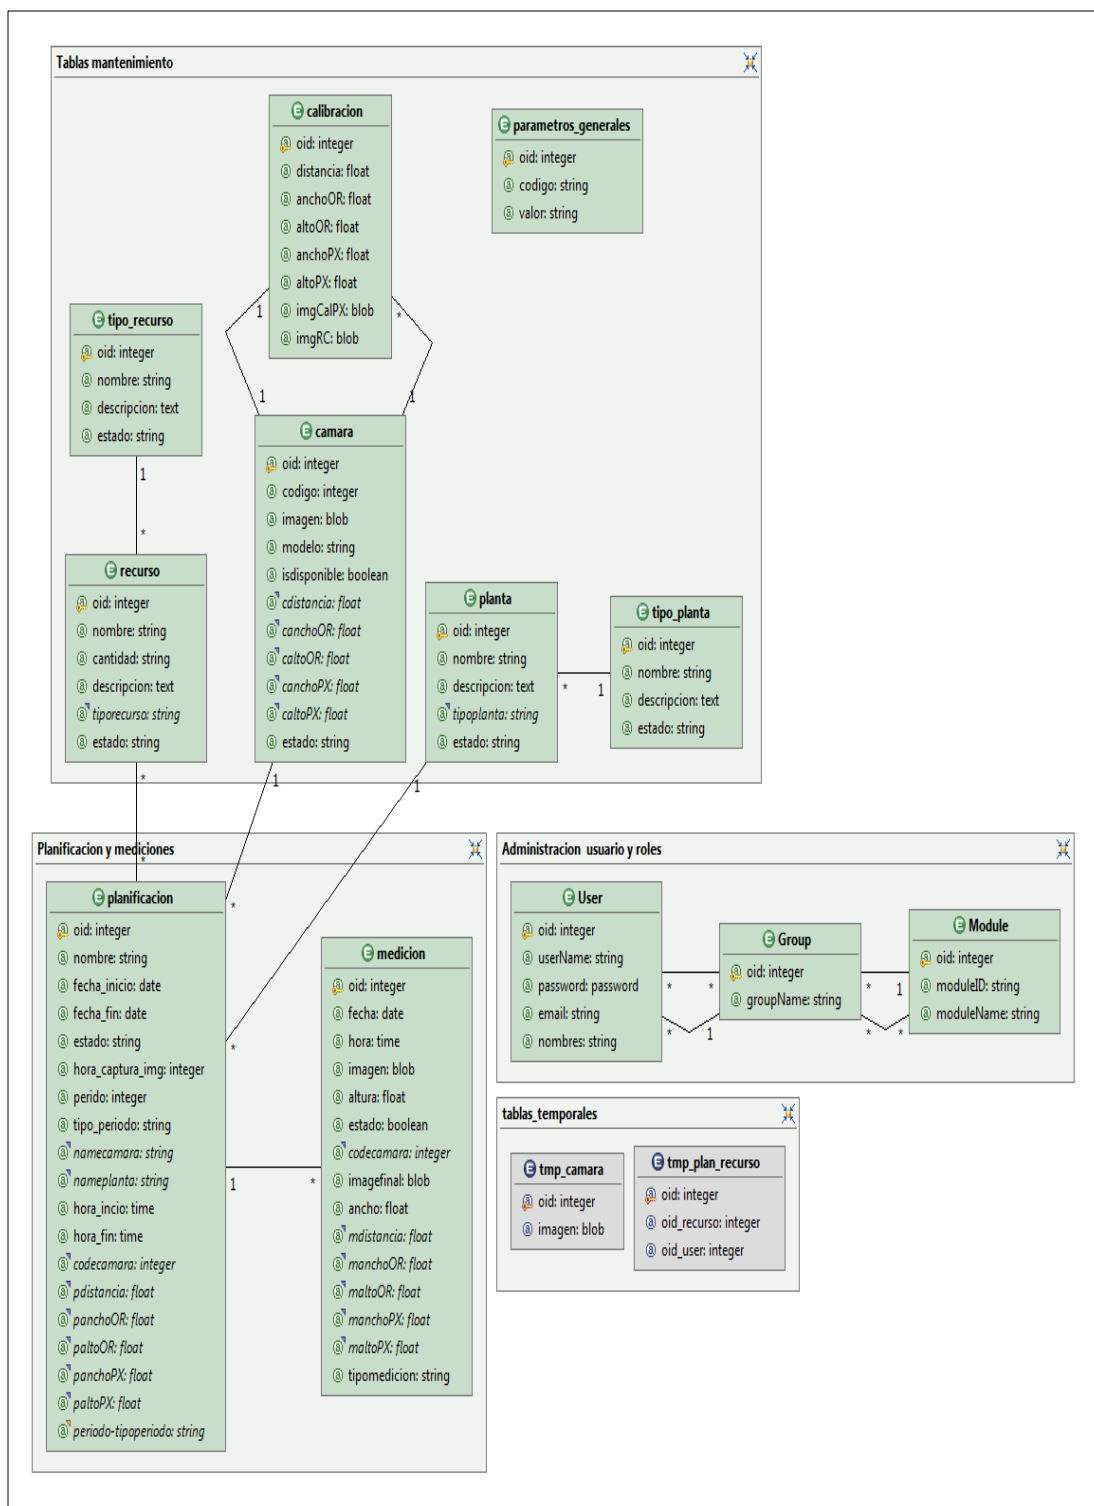 Tablas mantenimiento
calibracion
oid: integer
distancia: float
anchoOR: float
altoOR: float
anchoPX: float
altoPX: float
imgCalPX: blob
imgRC: blob
parametros_generales
oid: integer
codigo: string
valor: string
1
*
1
1
tipo_recurso
oid: integer
nombre: string
descripcion: text
estado: string
1
*
camara
oid: integer
codigo: integer
imagen: blob
modelo: string
isdisponible: boolean
cdistancia: float
canchoOR: float
caltoOR: float
canchoPX: float
caltoPX: float
estado: string
recurso
oid: integer
nombre: string
cantidad: string
descripcion: text
tiporecurso: string
estado: string
planta
oid: integer
nombre: string
descripcion: text
tipoplanta: string
estado: string
*
1
tipo_planta
oid: integer
nombre: string
descripcion: text
estado: string
*
1
1
Planificacion y mediciones
*
planificacion
oid: integer
nombre: string
fecha_inicio: date
fecha_fin: date
estado: string
hora_captura_img: integer
perido: integer
tipo_periodo: string
namecamara: string
nameplanta: string
hora_incio: time
hora_fin: time
codecamara: integer
pdistancia: float
panchoOR: float
paltoOR: float
panchoPX: float
paltoPX: float
periodo-tipoperiodo: string
*
*
1
*
medicion
oid: integer
fecha: date
hora: time
imagen: blob
altura: float
estado: boolean
codecamara: integer
imagefinal: blob
ancho: float
mdistancia: float
manchoOR: float
maltoOR: float
manchoPX: float
maltoPX: float
tipomedicion: string
Administracion usuario y roles
User
oid: integer
userName: string
password: password
email: string
nombres: string
*
*
*
1
Group
oid: integer
groupName: string
*
1
*
*
Module
oid: integer
moduleID: string
moduleName: string
tablas_temporales
tmp_camara
oid: integer
imagen: blob
tmp_plan_recurso
oid: integer
oid_recurso: integer
oid_user: integer